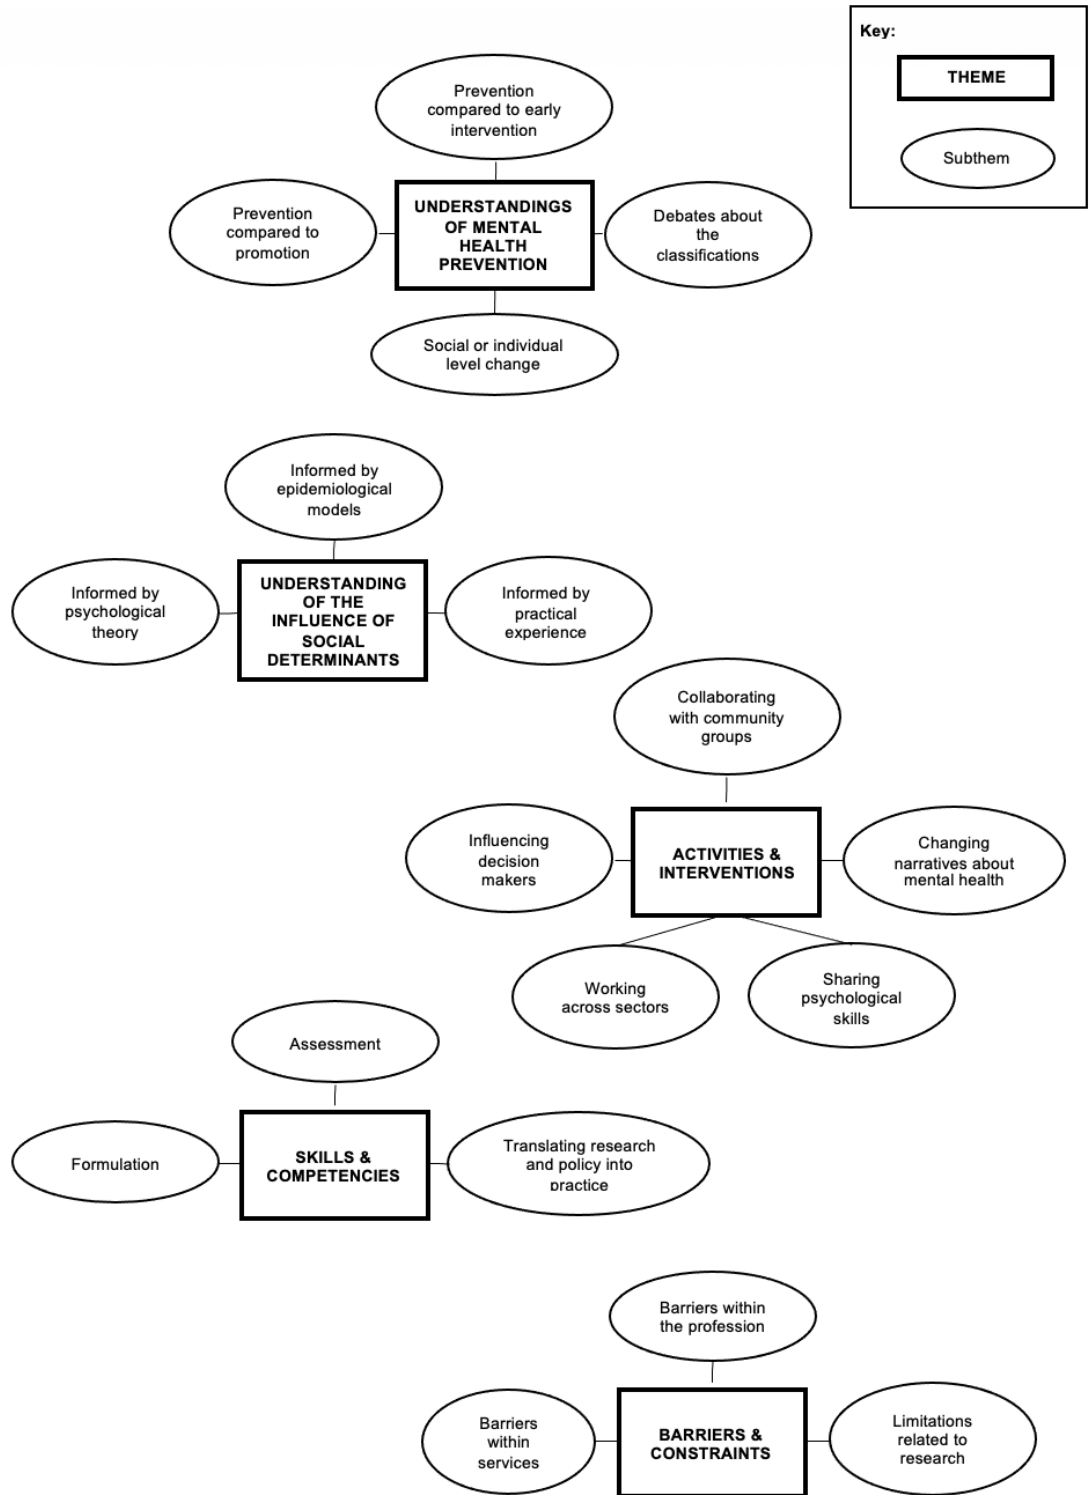 Key:
THEME
Subthem
Prevention
compared to early
intervention
Prevention
compared to
promotion
UNDERSTANDINGS
OF MENTAL
HEALTH
PREVENTION
Debates about
the
classifications
Social or individual
level change
Informed by
epidemiological
models
Informed by
psychological
theory
UNDERSTANDING
OF THE
INFLUENCE OF
SOCIAL
DETERMINANTS
Informed by
practical
experience
Collaborating
with community
groups
Influencing
decision
makers
ACTIVITIES &
INTERVENTIONS
Changing
narratives about
mental health
Working
across sectors
Sharing
psychological
skills
Assessment
Formulation
SKILLS &
COMPETENCIES
Translating research
and policy into
practice
Barriers within
the profession
Barriers
within
services
BARRIERS &
CONSTRAINTS
Limitations
related to
research